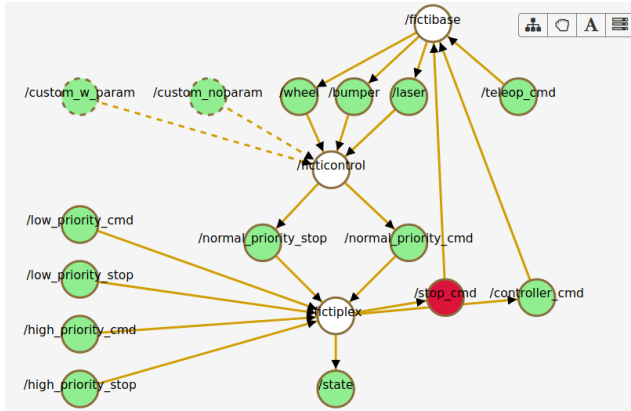 /fictibase
A
/custom_w_param
/custom_noparam
/wheel
/bumper
/laser
/teleop_cmd
/ficticontrol
/low_priority_cmd
/normal_priority_stop
/normal_priority_cmd
/low_priority_stop
/stop_cmd
/controller_cmd
/fictiplex
/high_priority_cmd
/high_priority_stop
/state